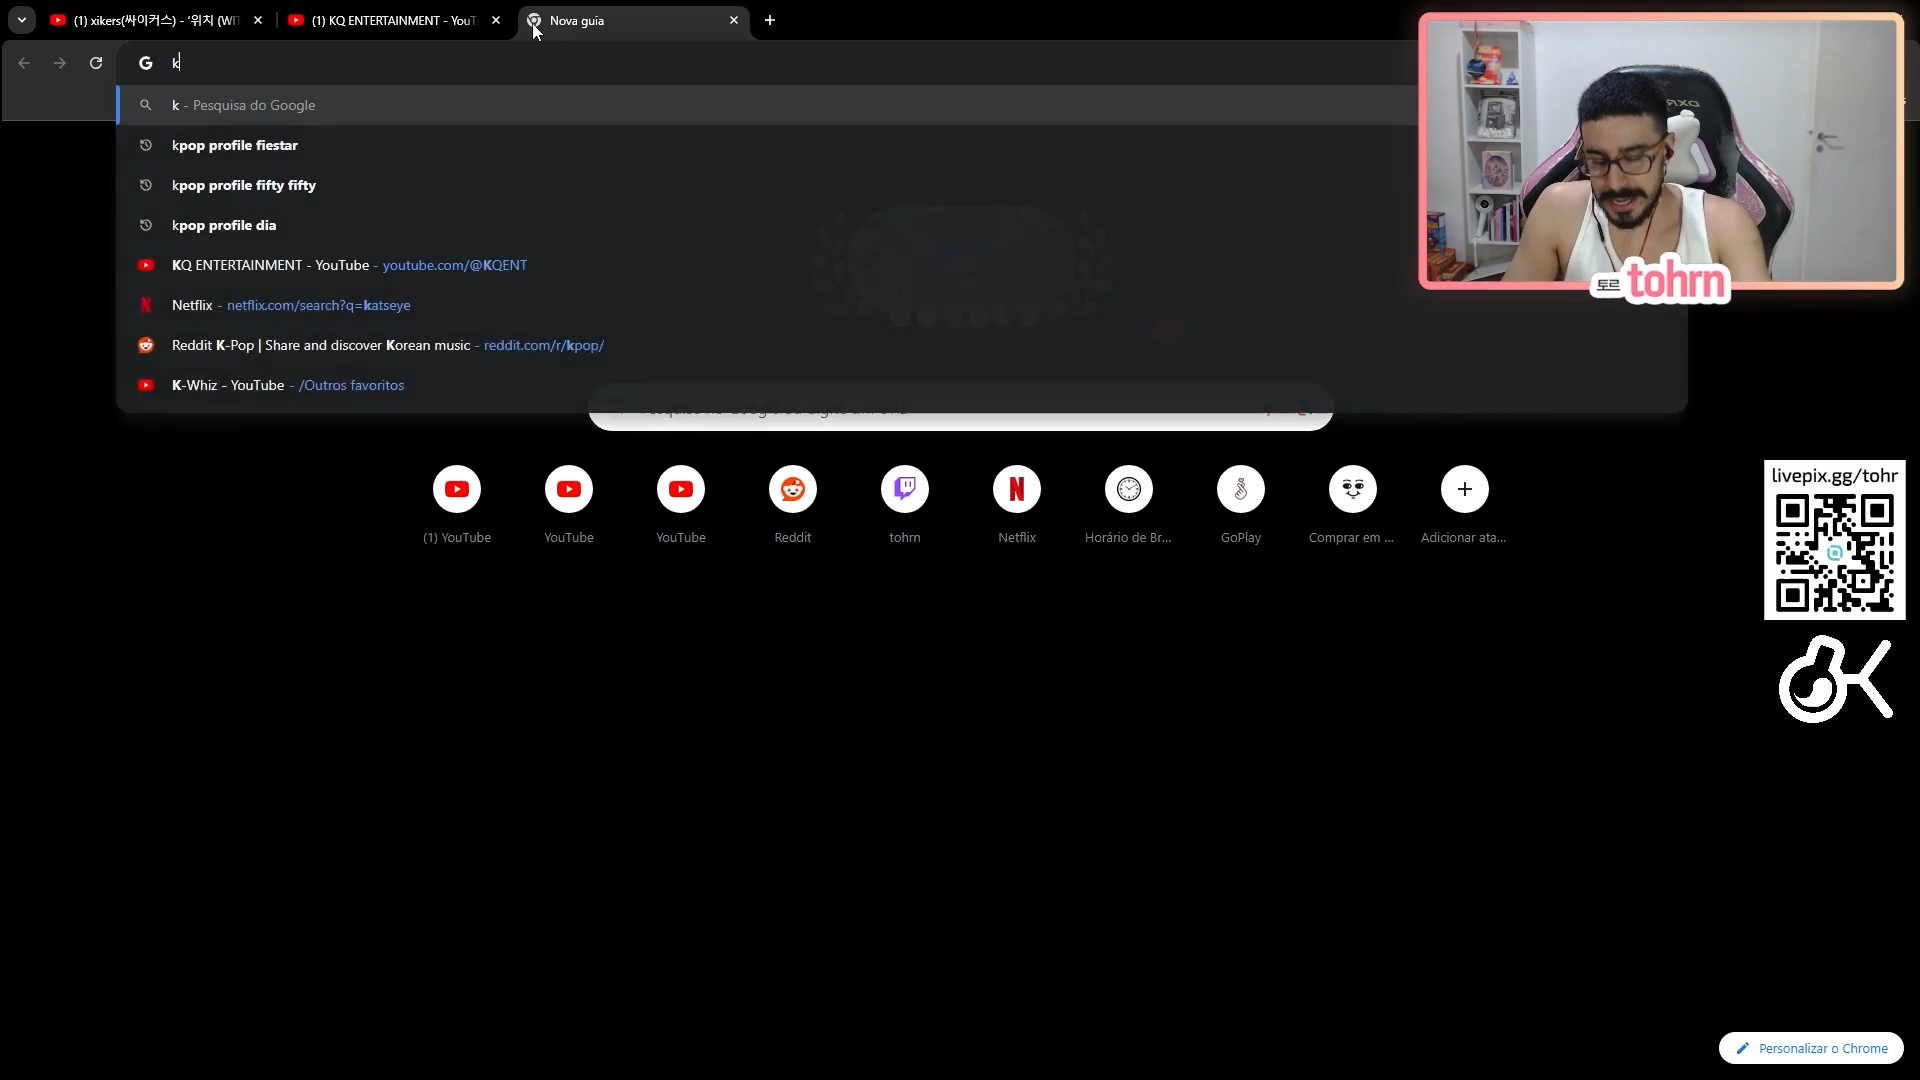 (1) xikers(싸이커스) - '위치 (WIT
(1) KQ ENTERTAINMENT - YouT
Nova guia
k
k - Pesquisa do Google
kpop profile fiestar
kpop profile fifty fifty
kpop profile dia
KQ ENTERTAINMENT - YouTube - youtube.com/@KQENT
Netflix - netflix.com/search?q=katseye
Reddit K-Pop | Share and discover Korean music - reddit.com/r/kpop/
K-Whiz - YouTube - /Outros favoritos
DXR
토르 tohrn
(1) YouTube
YouTube
YouTube
Reddit
tohrn
Netflix
Horário de Br...
GoPlay
Comprar em ...
Adicionar ata...
livepix.gg/tohr
Personalizar o Chrome